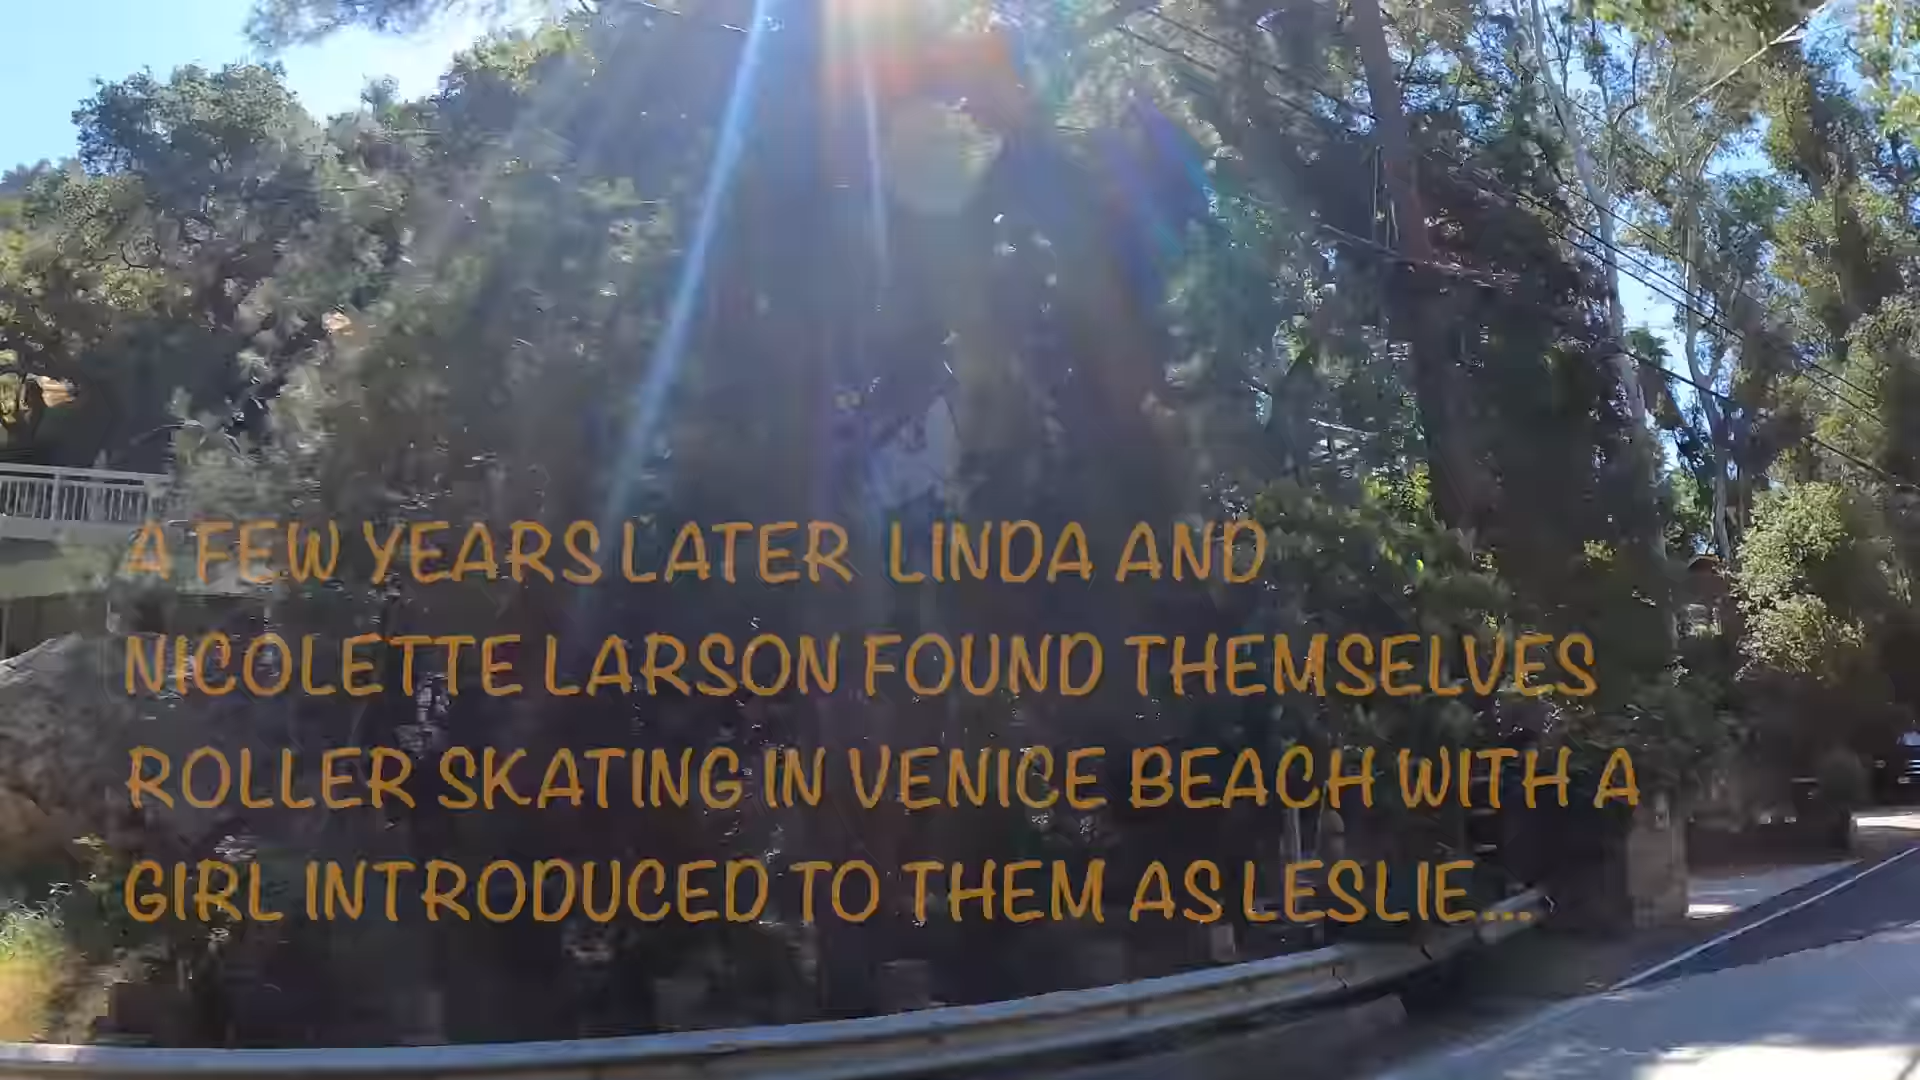 A FEW YEARS LATER LINDA AND
NICOLETTE LARSON FOUND THEMSELVES
ROLLER SKATING IN VENICE BEACH WITH A
GIRL INTRODUCED TO THEM AS LESLIE...